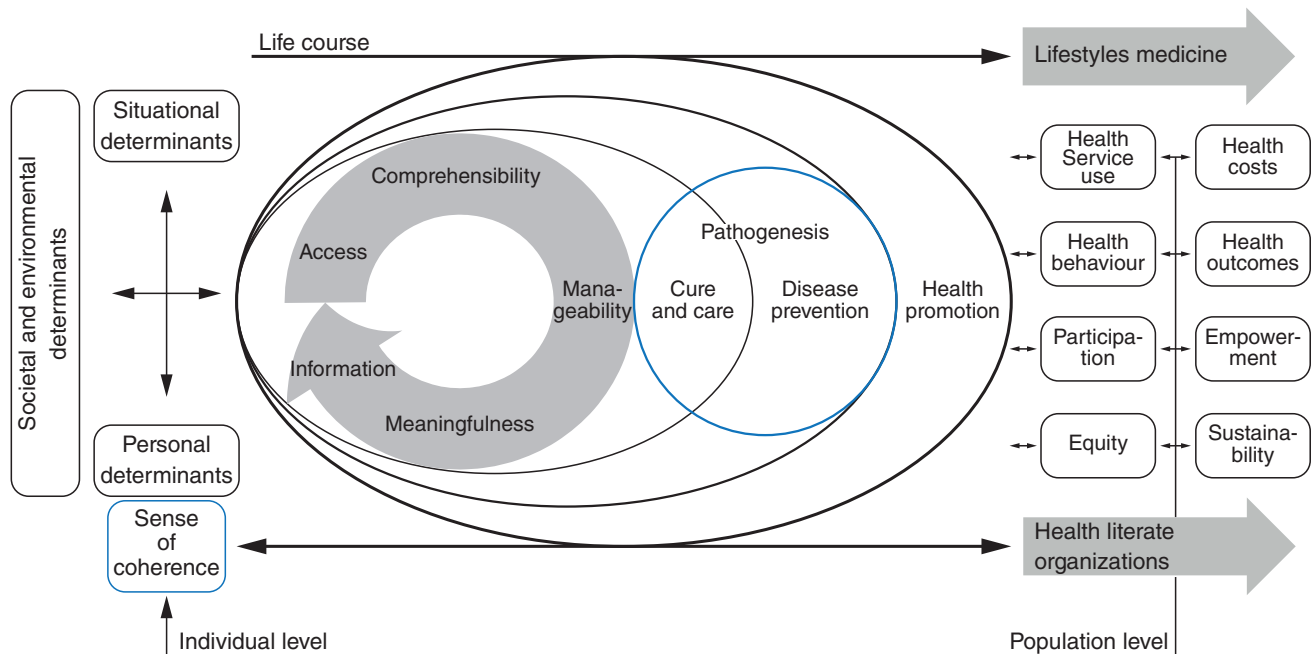 Life course
Lifestyles medicine
Societal and environmental
determinants
Situational
determinants
Personal
determinants
Sense
of
coherence
Individual level
Comprehensibility
Access
Mana-
geability
Information
Meaningfulness
Pathogenesis
Cure
and care
Disease
prevention
Health
promotion
Health
Service
use
Health
costs
Health
behaviour
Health
outcomes
Participa-
tion
Empower-
ment
Equity
Sustaina-
bility
Health literate
organizations
Population level